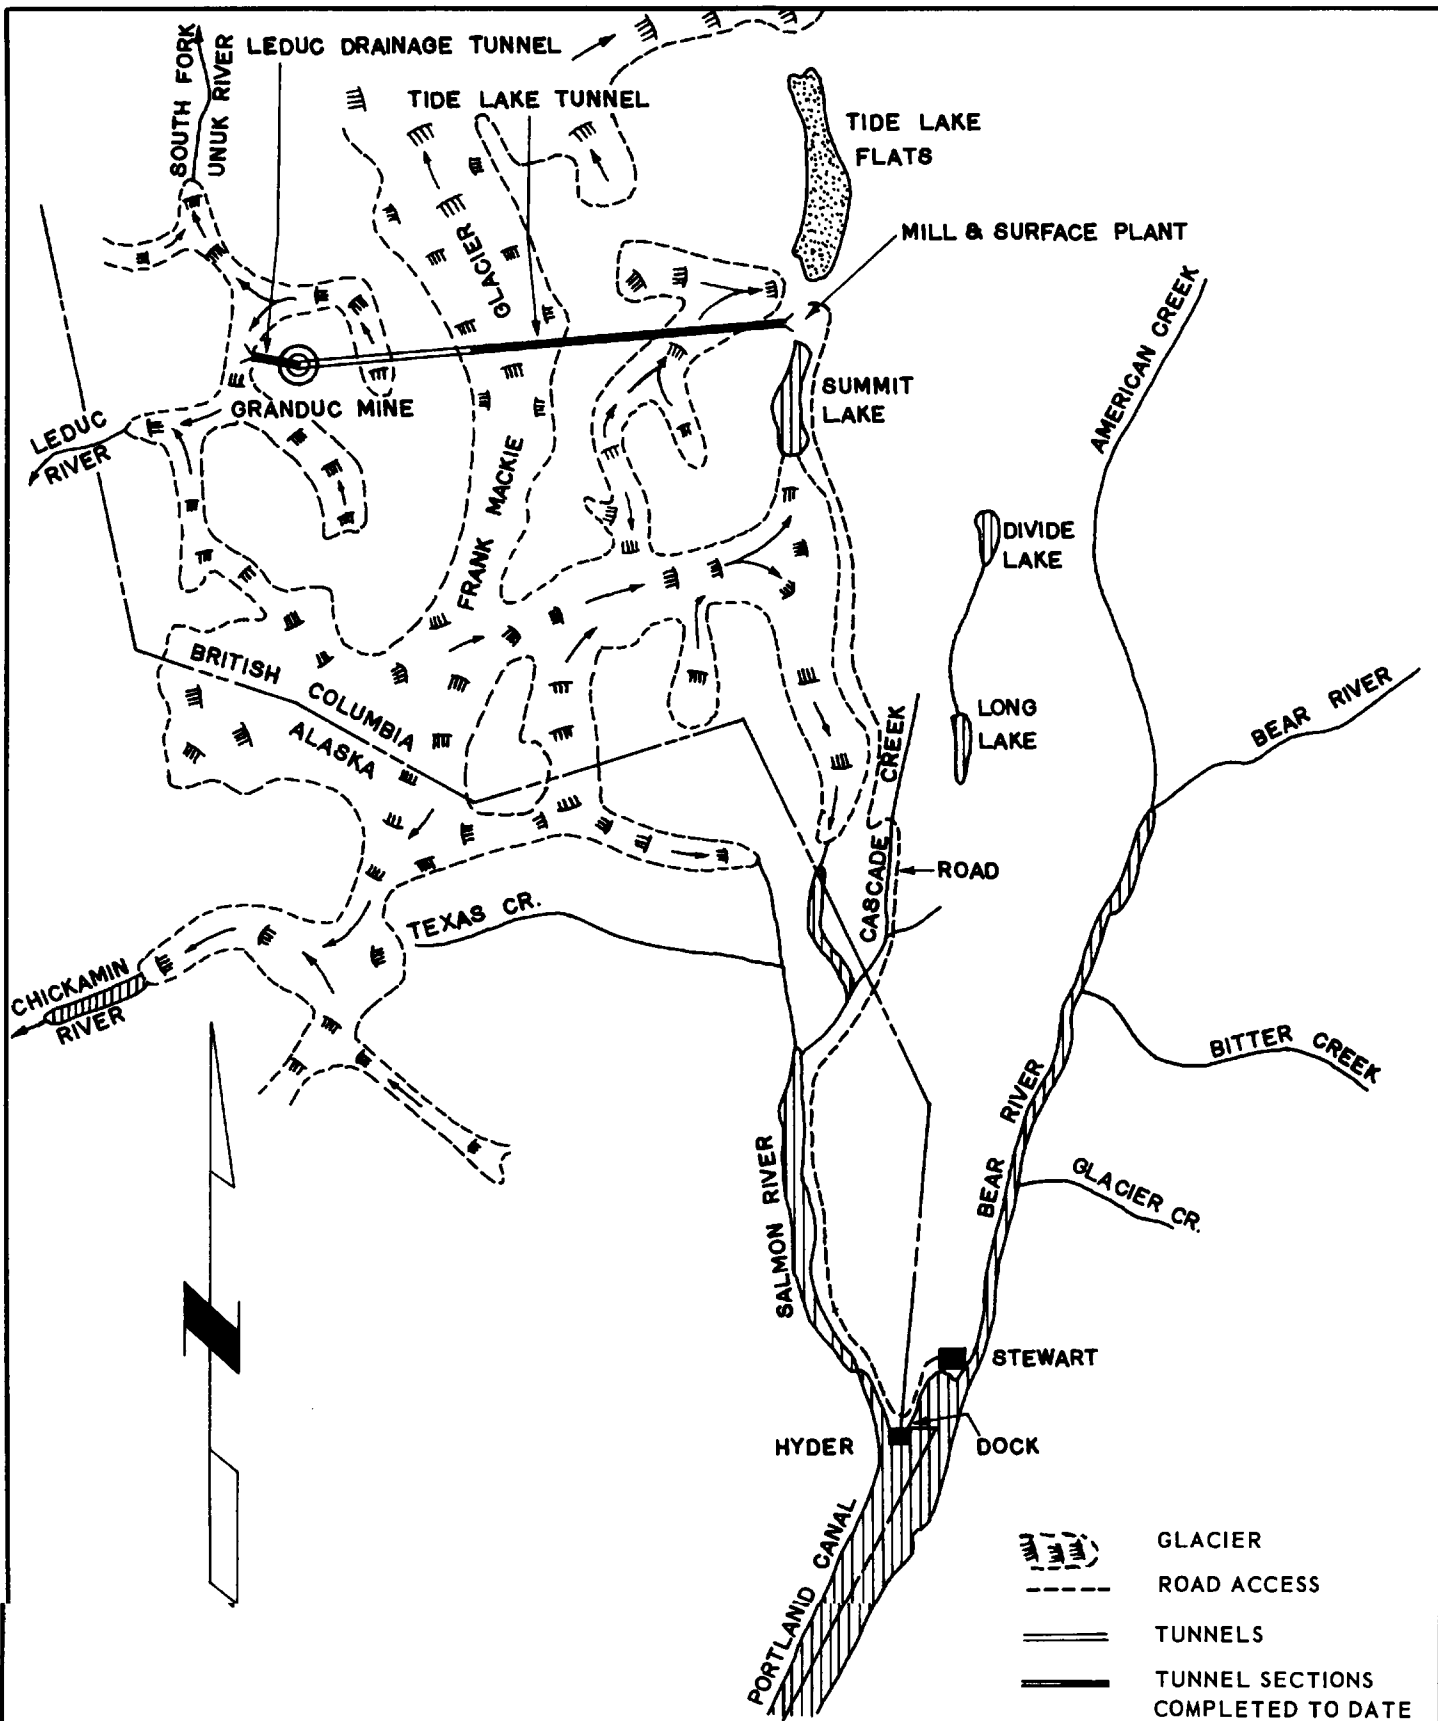 SOUTH FORK
UNUK RIVER
LEDUC DRAINAGE TUNNEL
TIDE LAKE TUNNEL
TIDE LAKE
FLATS
MILL & SURFACE PLANT
GLACIER
AMERICAN CREEK
GRANDUC MINE
SUMMIT
LAKE
LEDUC
RIVER
FRANK MACKIE
DIVIDE
LAKE
BRITISH COLUMBIA
ALASKA
LONG
LAKE
BEAR RIVER
CASCADE CREEK
ROAD
TEXAS CR.
CHICKAMIN
RIVER
BITTER CREEK
BEAR RIVER
GLACIER CR.
SALMON RIVER
STEWART
HYDER
DOCK
PORTLAND CANAL
GLACIER
ROAD ACCESS
TUNNELS
TUNNEL SECTIONS
COMPLETED TO DATE